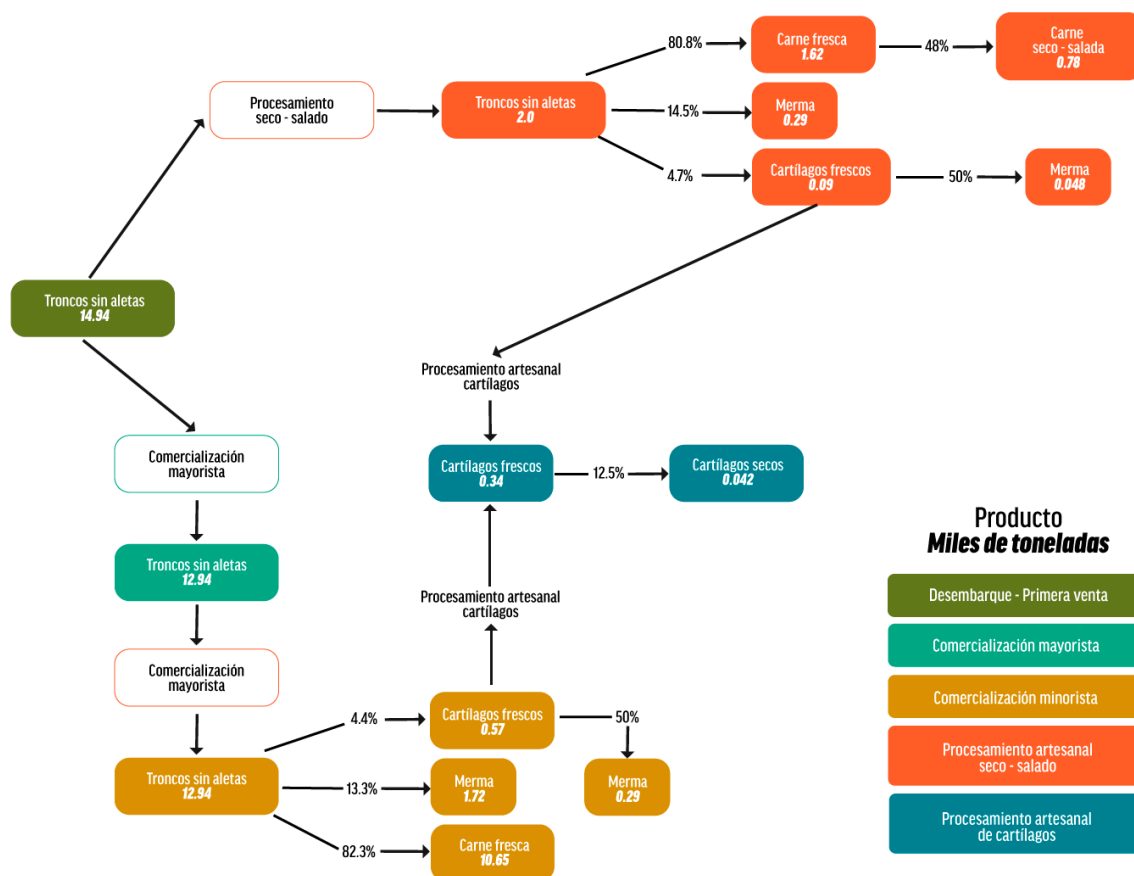 80.8%
Carne fresca
1.62
48%
Carne
seco - salada
0.78
Procesamiento
seco - salado
Troncos sin aletas
2.0
14.5%
Merma
0.29
4.7%
Cartílagos frescos
0.09
50%
Merma
0.048
Troncos sin aletas
14.94
Procesamiento artesanal
cartílagos
Comercialización
mayorista
Cartílagos frescos
0.34
12.5%
Cartílagos secos
0.042
Troncos sin aletas
12.94
Procesamiento artesanal
cartílagos
Comercialización
mayorista
4.4%
Cartílagos frescos
0.57
50%
Troncos sin aletas
12.94
13.3%
Merma
1.72
Merma
0.29
82.3%
Carne fresca
10.65
Producto
Miles de toneladas
Desembarque - Primera venta
Comercialización mayorista
Comercialización minorista
Procesamiento artesanal
seco - salado
Procesamiento artesanal
de cartílagos